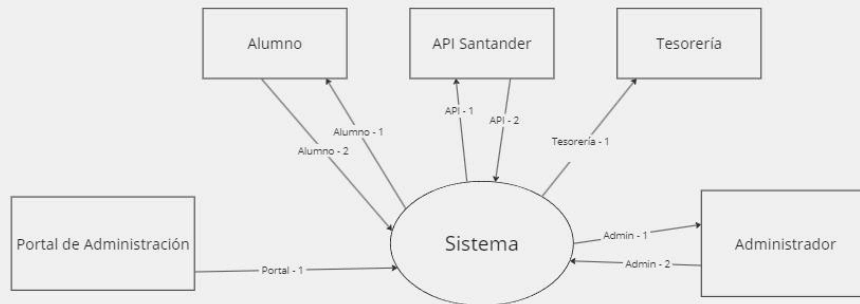 Alumno
API Santander
Tesorería
API - 1
API - 2
Alumno - 1
Alumno - 2
Tesorería - 1
Portal de Administración
Sistema
Administrador
Admin - 1
Admin - 2
Portal - 1